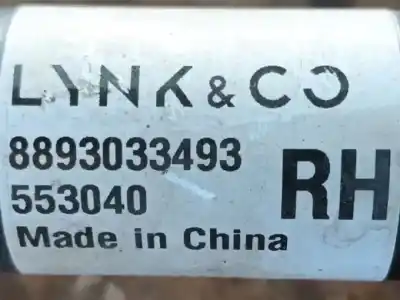 LYNK & CO
8893033493
553040
RH
Made in China